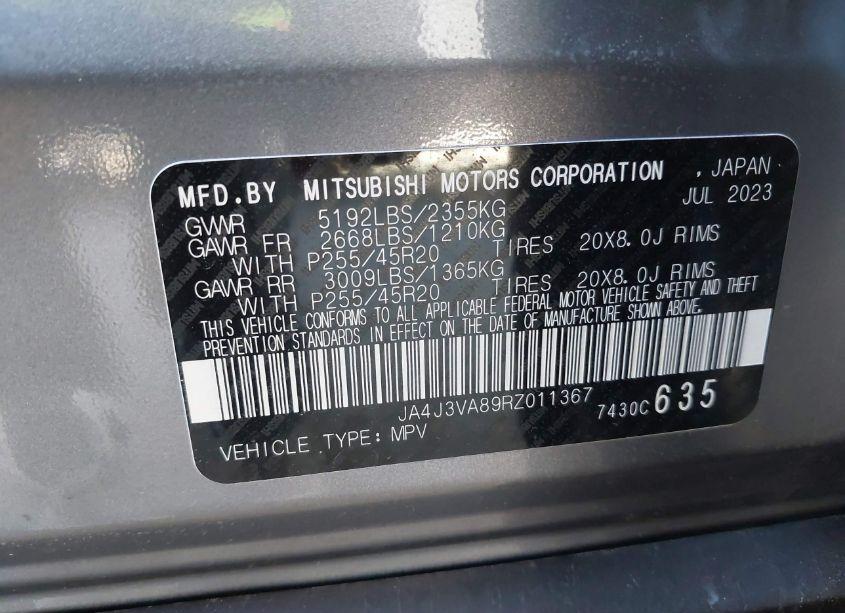 MFD.BY MITSUBISHI MOTORS CORPORATION , JAPAN
GVWR 5192LBS/2355KG JUL 2023
GAWR FR 2668LBS/1210KG
WITH P255/45R20 TIRES 20X8.0J RIMS
GAWR RR 3009LBS/1365KG
WITH P255/45R20 TIRES 20X8.0J RIMS
THIS VEHICLE CONFORMS TO ALL APPLICABLE FEDERAL MOTOR VEHICLE SAFETY AND THEFT
PREVENTION STANDARDS IN EFFECT ON THE DATE OF MANUFACTURE SHOWN ABOVE.
JA4J3VA89RZ011367 7430C 635
VEHICLE TYPE: MPV